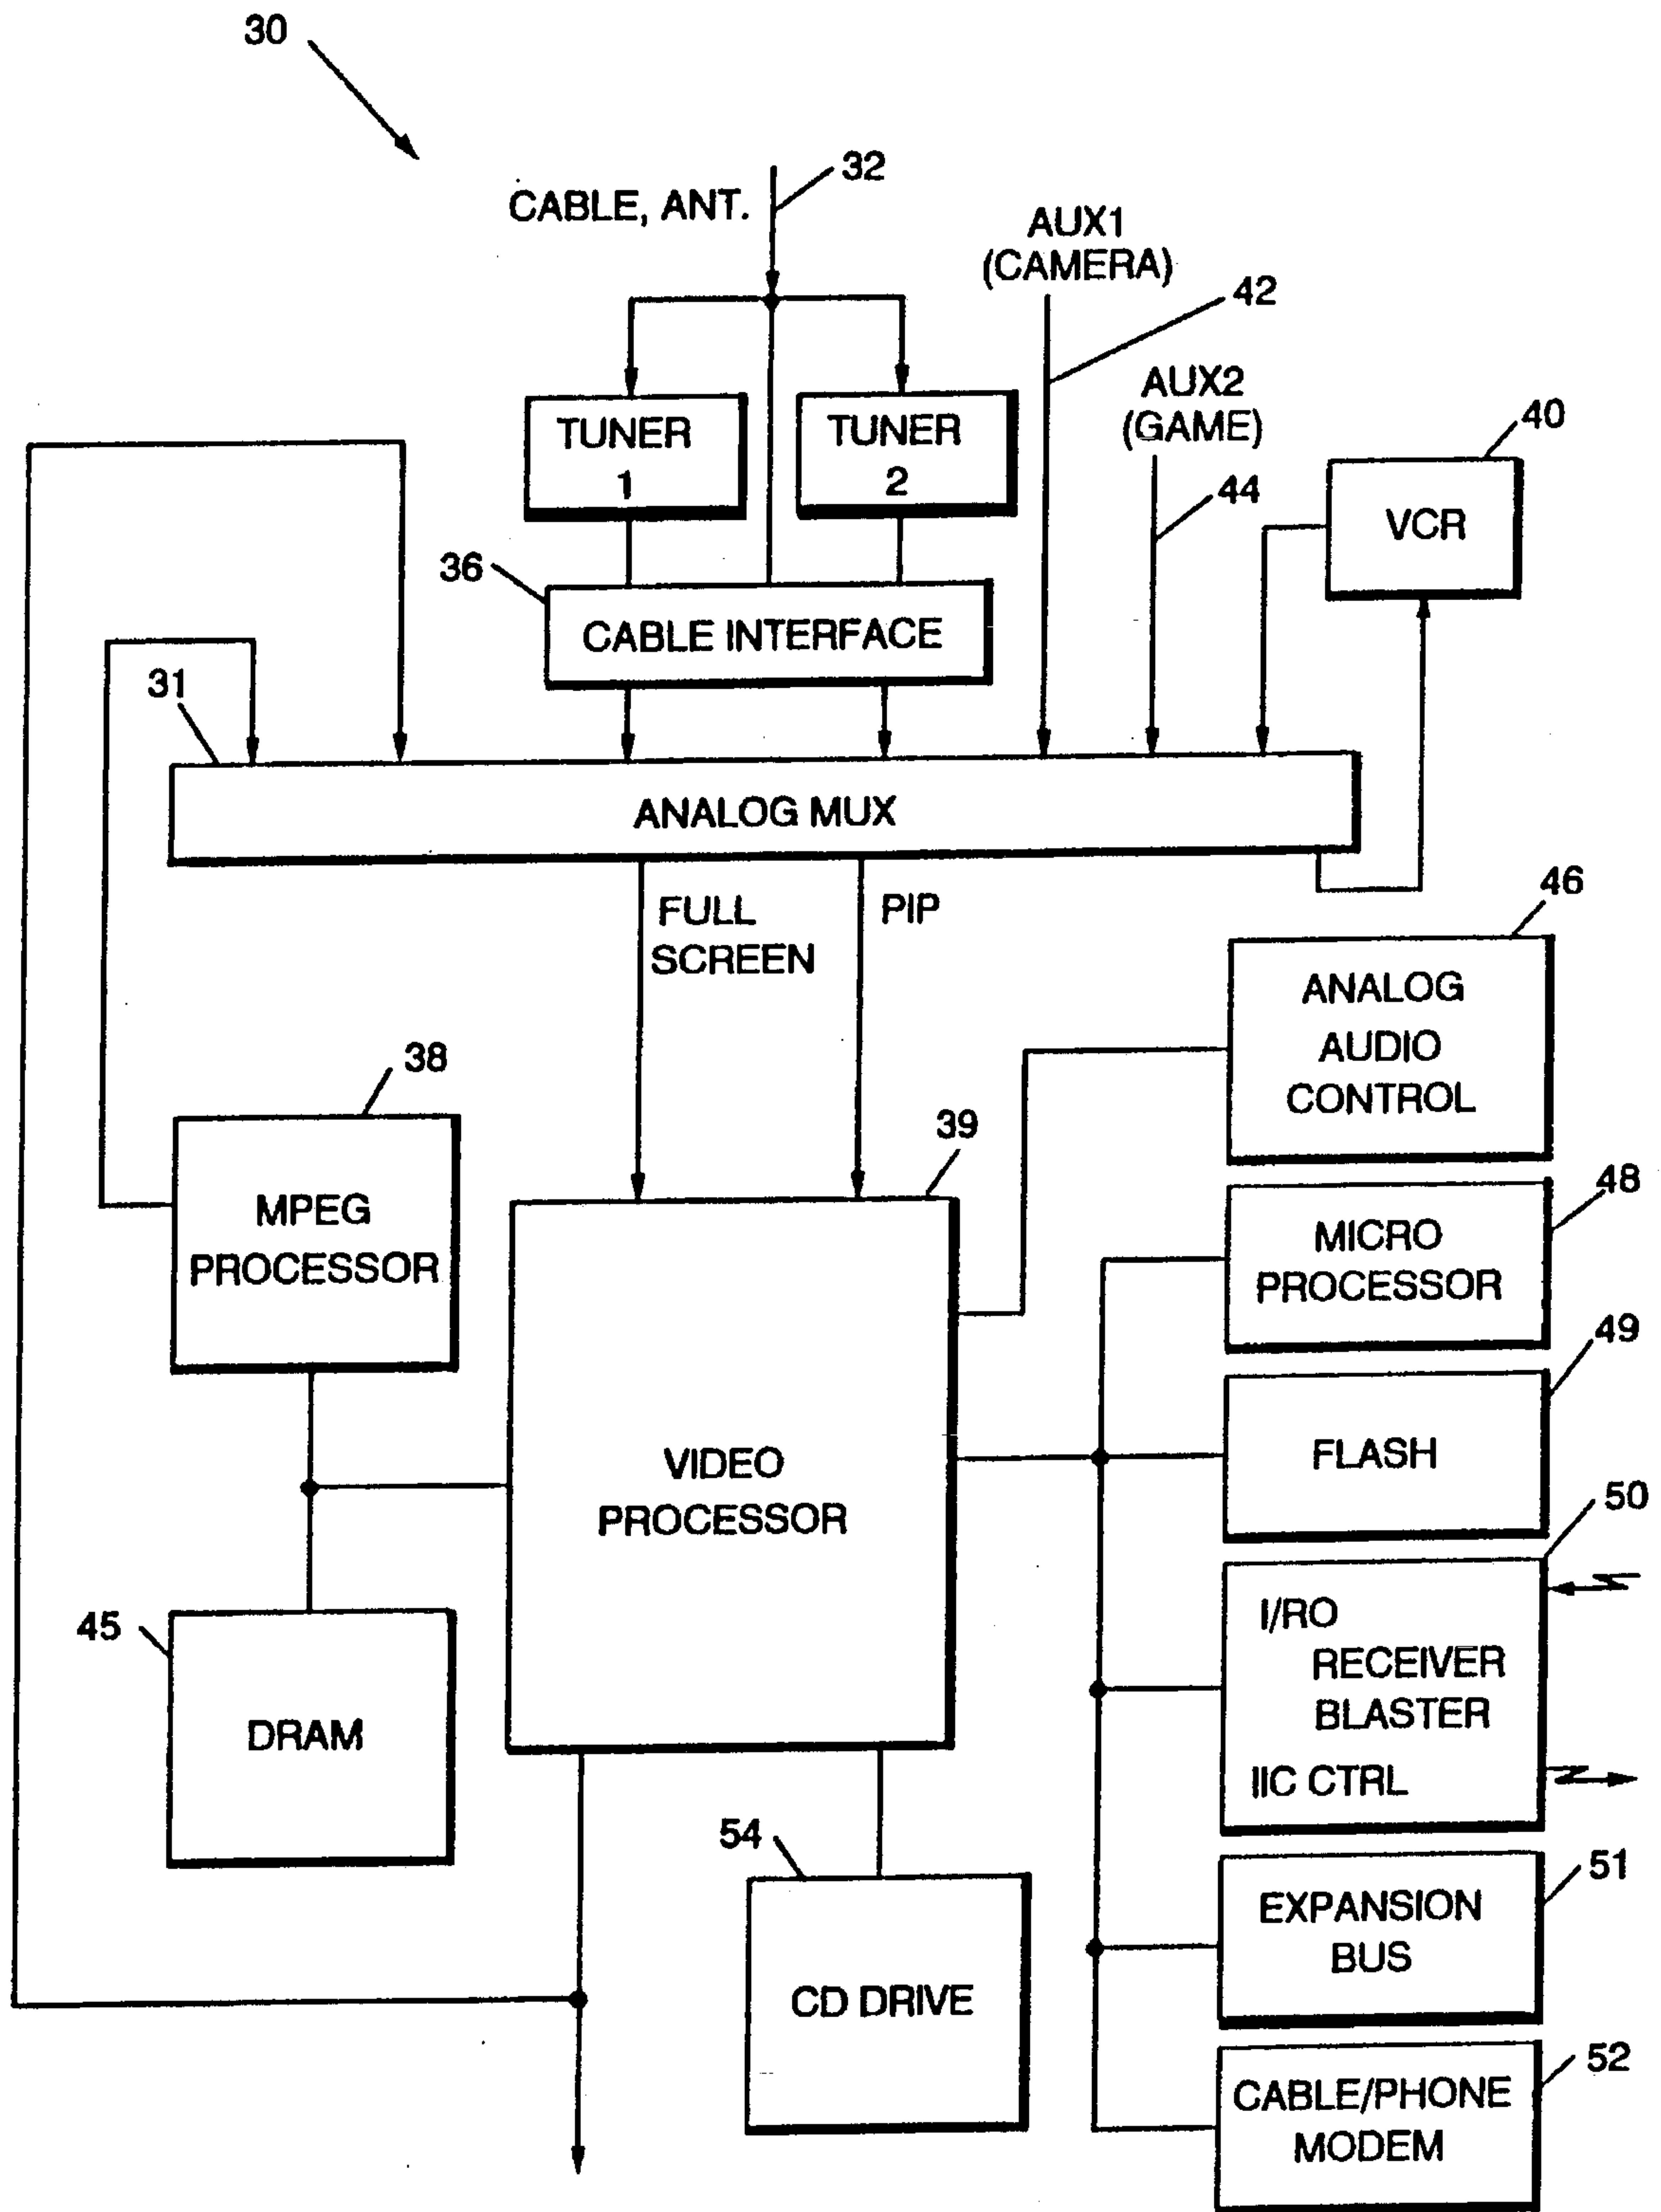 30
32
CABLE, ANT.
AUX1
(CAMERA)
42
AUX2
(GAME)
40
TUNER
1
TUNER
2
44
VCR
36
CABLE INTERFACE
31
ANALOG MUX
FULL
SCREEN
PIP
46
ANALOG
AUDIO
CONTROL
38
39
MPEG
PROCESSOR
48
MICRO
PROCESSOR
49
FLASH
VIDEO
PROCESSOR
50
I/RO
RECEIVER
BLASTER
IIC CTRL
45
DRAM
54
CD DRIVE
51
EXPANSION
BUS
52
CABLE/PHONE
MODEM